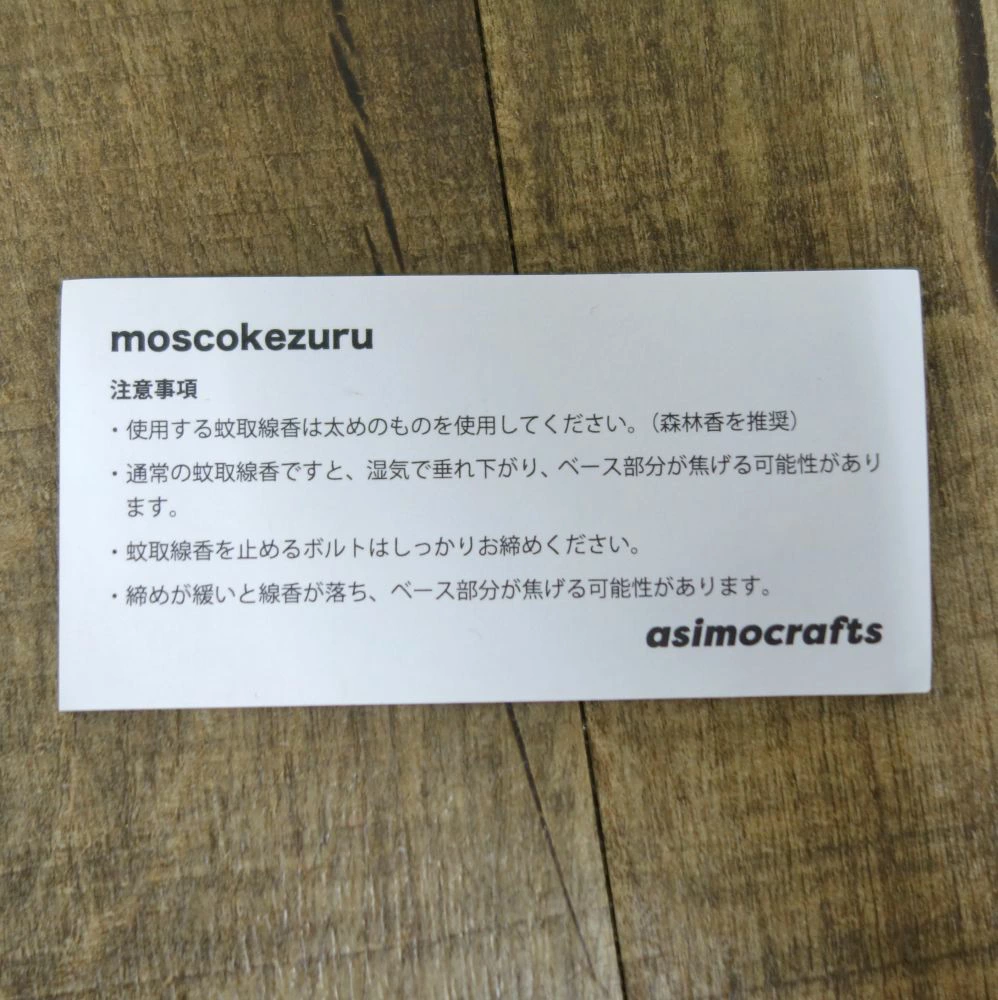 moscokezuru
注意事項
・使用する蚊取線香は太めのものを使用してください。（森林香を推奨）
・通常の蚊取線香ですと、湿気で垂れ下がり、ベース部分が焦げる可能性があり
ます。
・蚊取線香を止めるボルトはしっかりお締めください。
・締めが緩いと線香が落ち、ベース部分が焦げる可能性があります。
asimocrafts